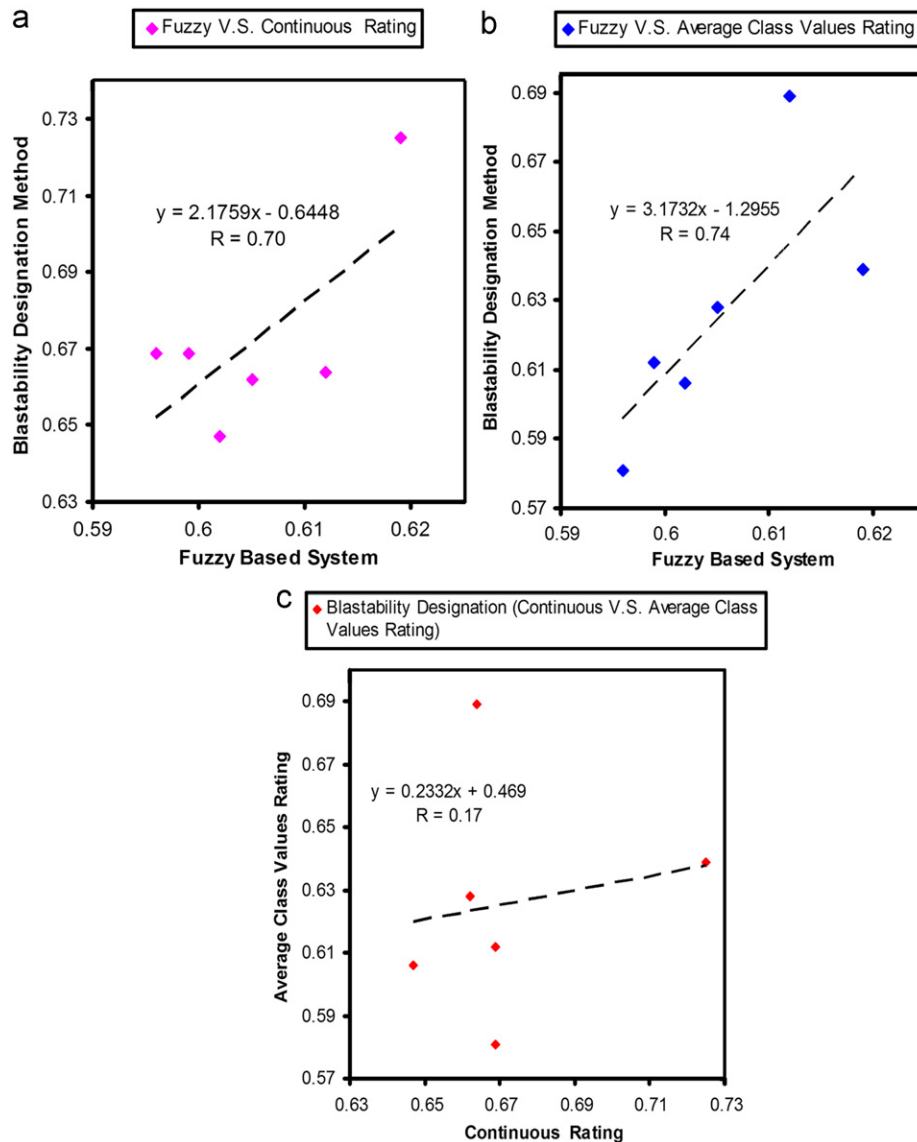 a
Fuzzy V.S. Continuous Rating
Blastability Designation Method
0.73
0.71
0.69
0.67
0.65
0.63
y = 2.1759x - 0.6448
R = 0.70
0.59 0.6 0.61 0.62
Fuzzy Based System
b
Fuzzy V.S. Average Class Values Rating
Blastability Designation Method
0.69
0.67
0.65
0.63
0.61
0.59
0.57
y = 3.1732x - 1.2955
R = 0.74
0.59 0.60 0.61 0.62
Fuzzy Based System
c
Blastability Designation (Continuous V.S. Average Class
Values Rating)
Average Class Values Rating
0.69
0.67
0.65
0.63
0.61
0.59
0.57
y = 0.2332x + 0.469
R = 0.17
0.63 0.65 0.67 0.69 0.71 0.73
Continuous Rating